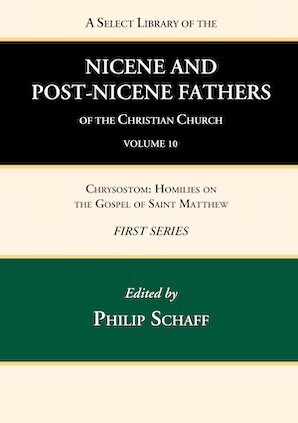 A Select Library of the
Nicene and
Post-Nicene Fathers
of the Christian Church
Volume 10
Chrysostom: Homilies on
the Gospel of Saint Matthew
First Series
Edited by
Philip Schaff